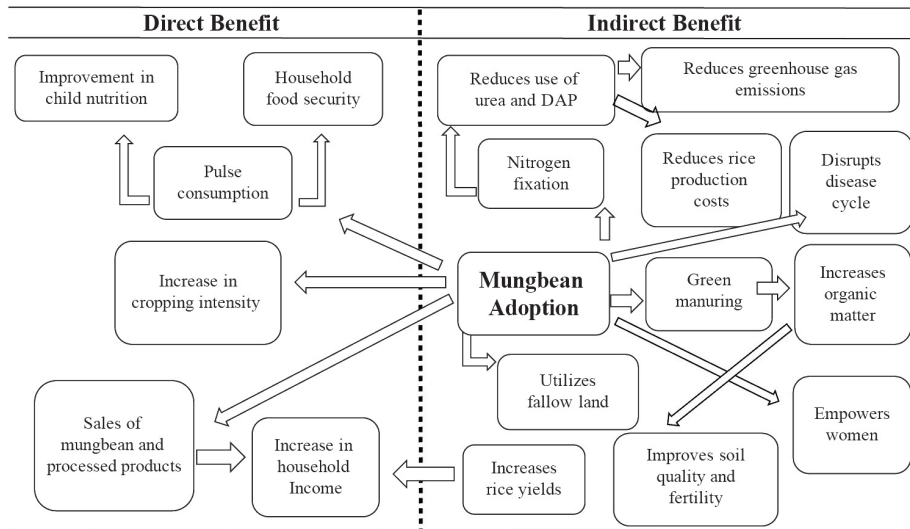 Direct Benefit
Indirect Benefit
Improvement in
child nutrition
Household
food security
Pulse
consumption
Increase in
cropping intensity
Sales of
mungbean and
processed products
Increase in
household
Income
Reduces use of
urea and DAP
Reduces greenhouse gas
emissions
Nitrogen
fixation
Reduces rice
production
costs
Disrupts
disease
cycle
Mungbean
Adoption
Green
manuring
Increases
organic
matter
Utilizes
fallow land
Empowers
women
Increases
rice yields
Improves soil
quality and
fertility